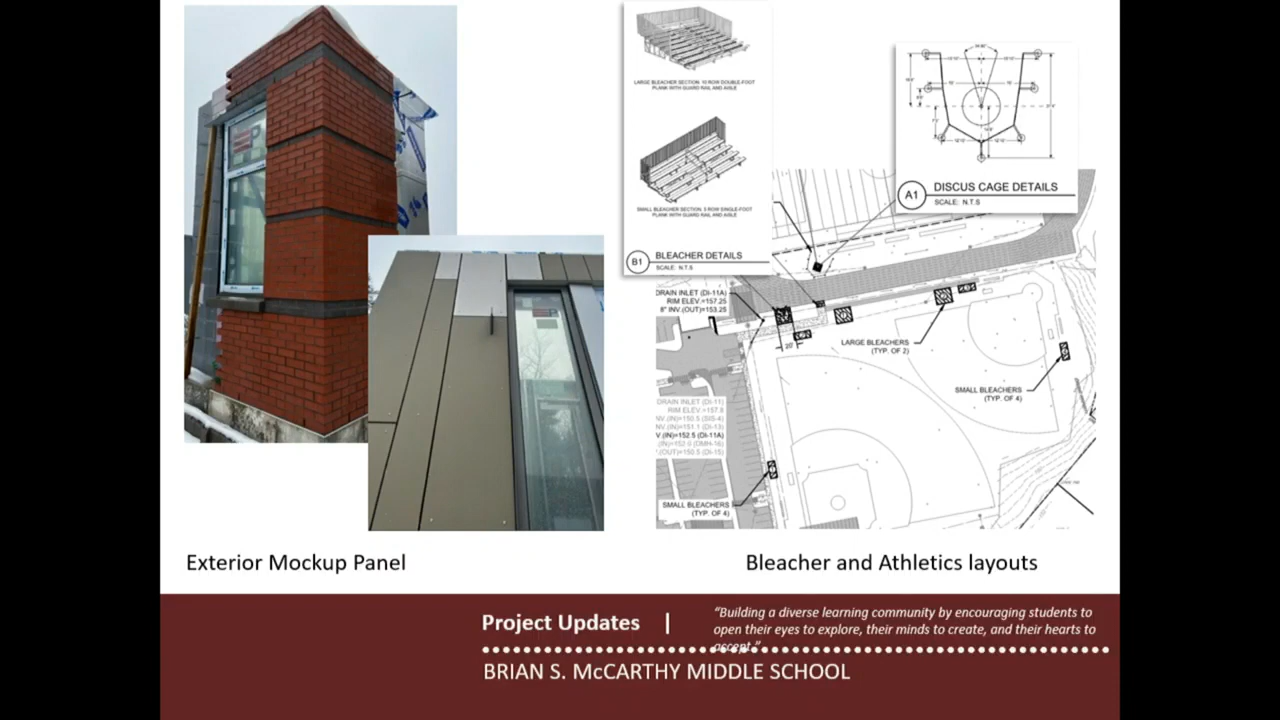 LARGE BLEACHER SECTION: 10 ROW DOUBLE-FOOT
PLANK WITH GUARD RAIL AND AISLE
SMALL BLEACHER SECTION: 5 ROW SINGLE-FOOT
PLANK WITH GUARD RAIL AND AISLE
B1
BLEACHER DETAILS
SCALE: N.T.S
A1
DISCUS CAGE DETAILS
SCALE: N.T.S
DRAIN INLET (DI-11A)
RIM ELEV.=157.25
8" INV.(OUT)=153.25
20'
LARGE BLEACHERS
(TYP. OF 2)
SMALL BLEACHERS
(TYP. OF 4)
DRAIN INLET (DI-11)
RIM ELEV.=157.8
NV.(IN)=150.5 (SIS-4)
NV.(IN)=151.1 (DI-13)
V.(IN)=152.5 (DI-11A)
.(IN)=152.0 (DMH-16)
(OUT)=150.5 (DI-15)
SMALL BLEACHERS
(TYP. OF 4)
Exterior Mockup Panel
Bleacher and Athletics layouts
Project Updates |
“Building a diverse learning community by encouraging students to
open their eyes to explore, their minds to create, and their hearts to
accept.”
BRIAN S. McCARTHY MIDDLE SCHOOL